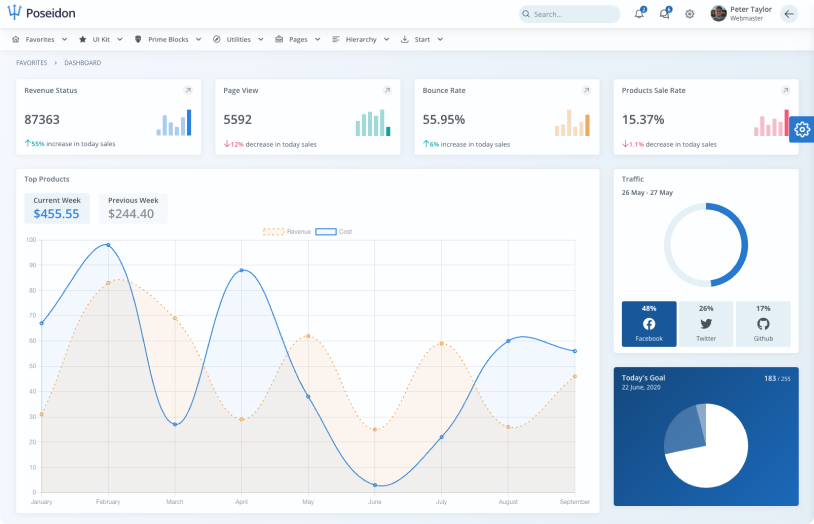 Poseidon
Search...
2
6
Peter Taylor
Webmaster
Favorites
UI Kit
Prime Blocks
Utilities
Pages
Hierarchy
Start
FAVORITES
DASHBOARD
Revenue Status
87363
55% increase in today sales
Page View
5592
12% decrease in today sales
Bounce Rate
55.95%
6% increase in today sales
Products Sale Rate
15.37%
1.1% decrease in today sales
Top Products
Current Week
$455.55
Previous Week
$244.40
Revenue
Cost
100
90
80
70
60
50
40
30
20
10
0
January
February
March
April
May
June
July
August
September
Traffic
26 May - 27 May
48%
Facebook
26%
Twitter
17%
Github
Today's Goal
183 / 255
22 June, 2020